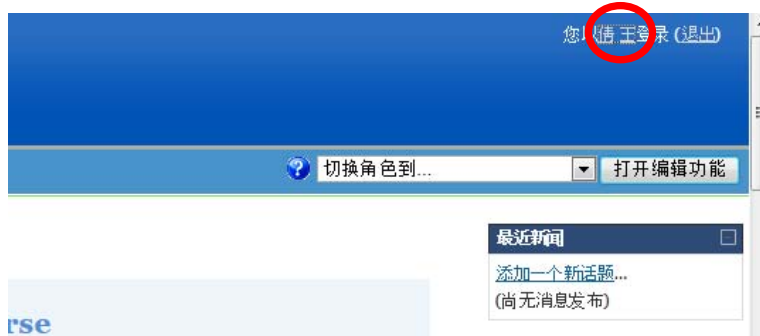 您以倩 王登录 (退出)
切换角色到...
打开编辑功能
最近新闻
添加一个新话题...
(尚无消息发布)
rse